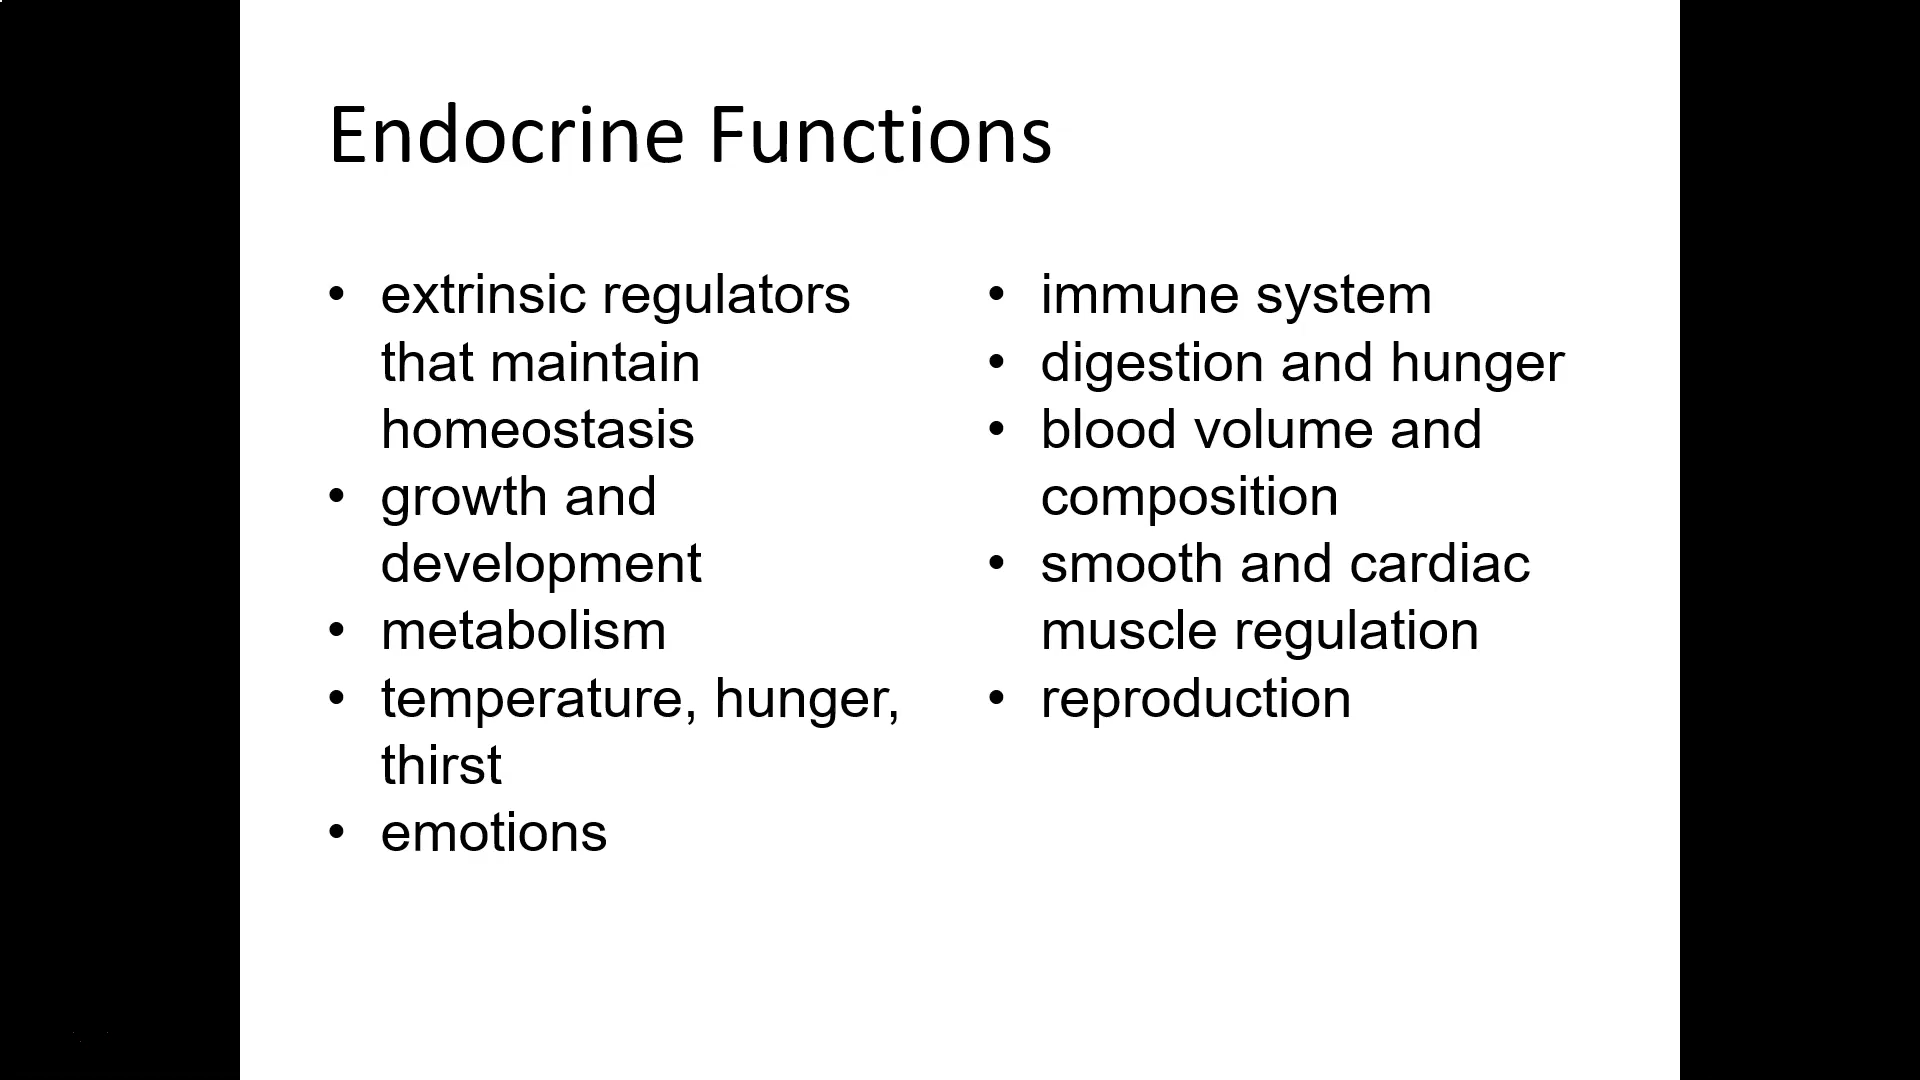 Endocrine Functions
• extrinsic regulators
that maintain
homeostasis
• growth and
development
• metabolism
• temperature, hunger,
thirst
• emotions
• immune system
• digestion and hunger
• blood volume and
composition
• smooth and cardiac
muscle regulation
• reproduction